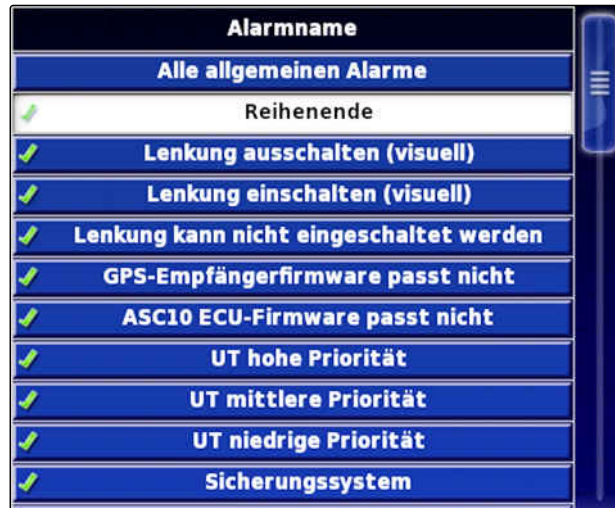 Alarmname
Alle allgemeinen Alarme
Reihenende
Lenkung ausschalten (visuell)
Lenkung einschalten (visuell)
Lenkung kann nicht eingeschaltet werden
GPS-Empfängerfirmware passt nicht
ASC10 ECU-Firmware passt nicht
UT hohe Priorität
UT mittlere Priorität
UT niedrige Priorität
Sicherungssystem